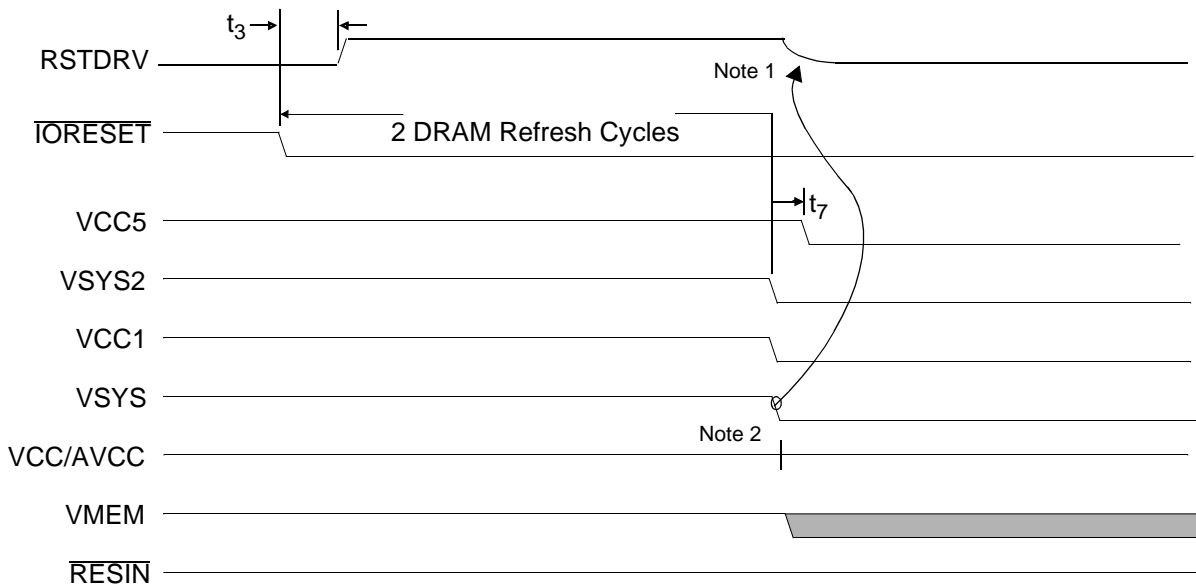 t3
RSTDRV
Note 1
IORESET
2 DRAM Refresh Cycles
VCC5
t7
VSYS2
VCC1
VSYS
Note 2
VCC/AVCC
VMEM
RESIN